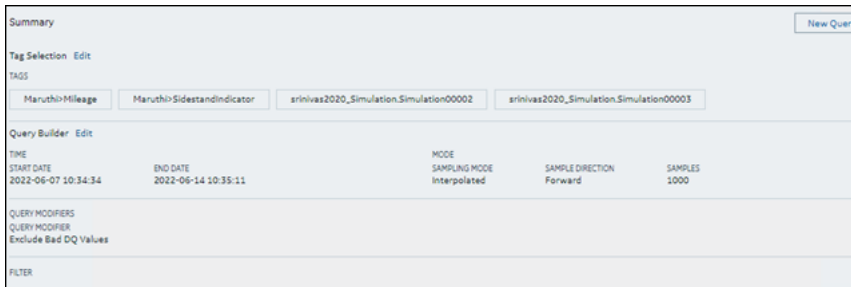 Summary
New Quer
Tag Selection Edit
TAGS
Maruthi>Mileage Maruthi>SidestandIndicator srinivas2020_Simulation.Simulation00002 srinivas2020_Simulation.Simulation00003
Query Builder Edit
TIME MODE
START DATE END DATE SAMPLING MODE SAMPLE DIRECTION SAMPLES
2022-06-07 10:34:34 2022-06-14 10:35:11 Interpolated Forward 1000
QUERY MODIFIERS
QUERY MODIFIER
Exclude Bad DQ Values
FILTER